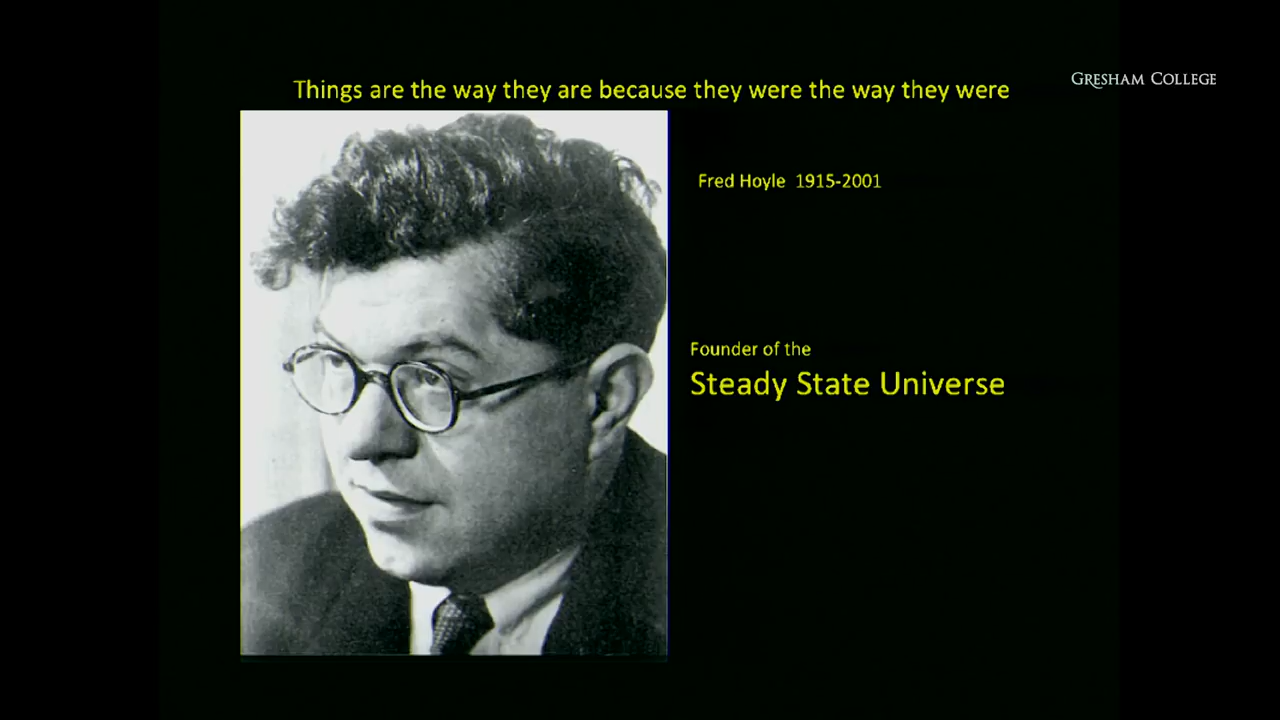 Things are the way they are because they were the way they were
GRESHAM COLLEGE
Fred Hoyle 1915-2001
Founder of the
Steady State Universe